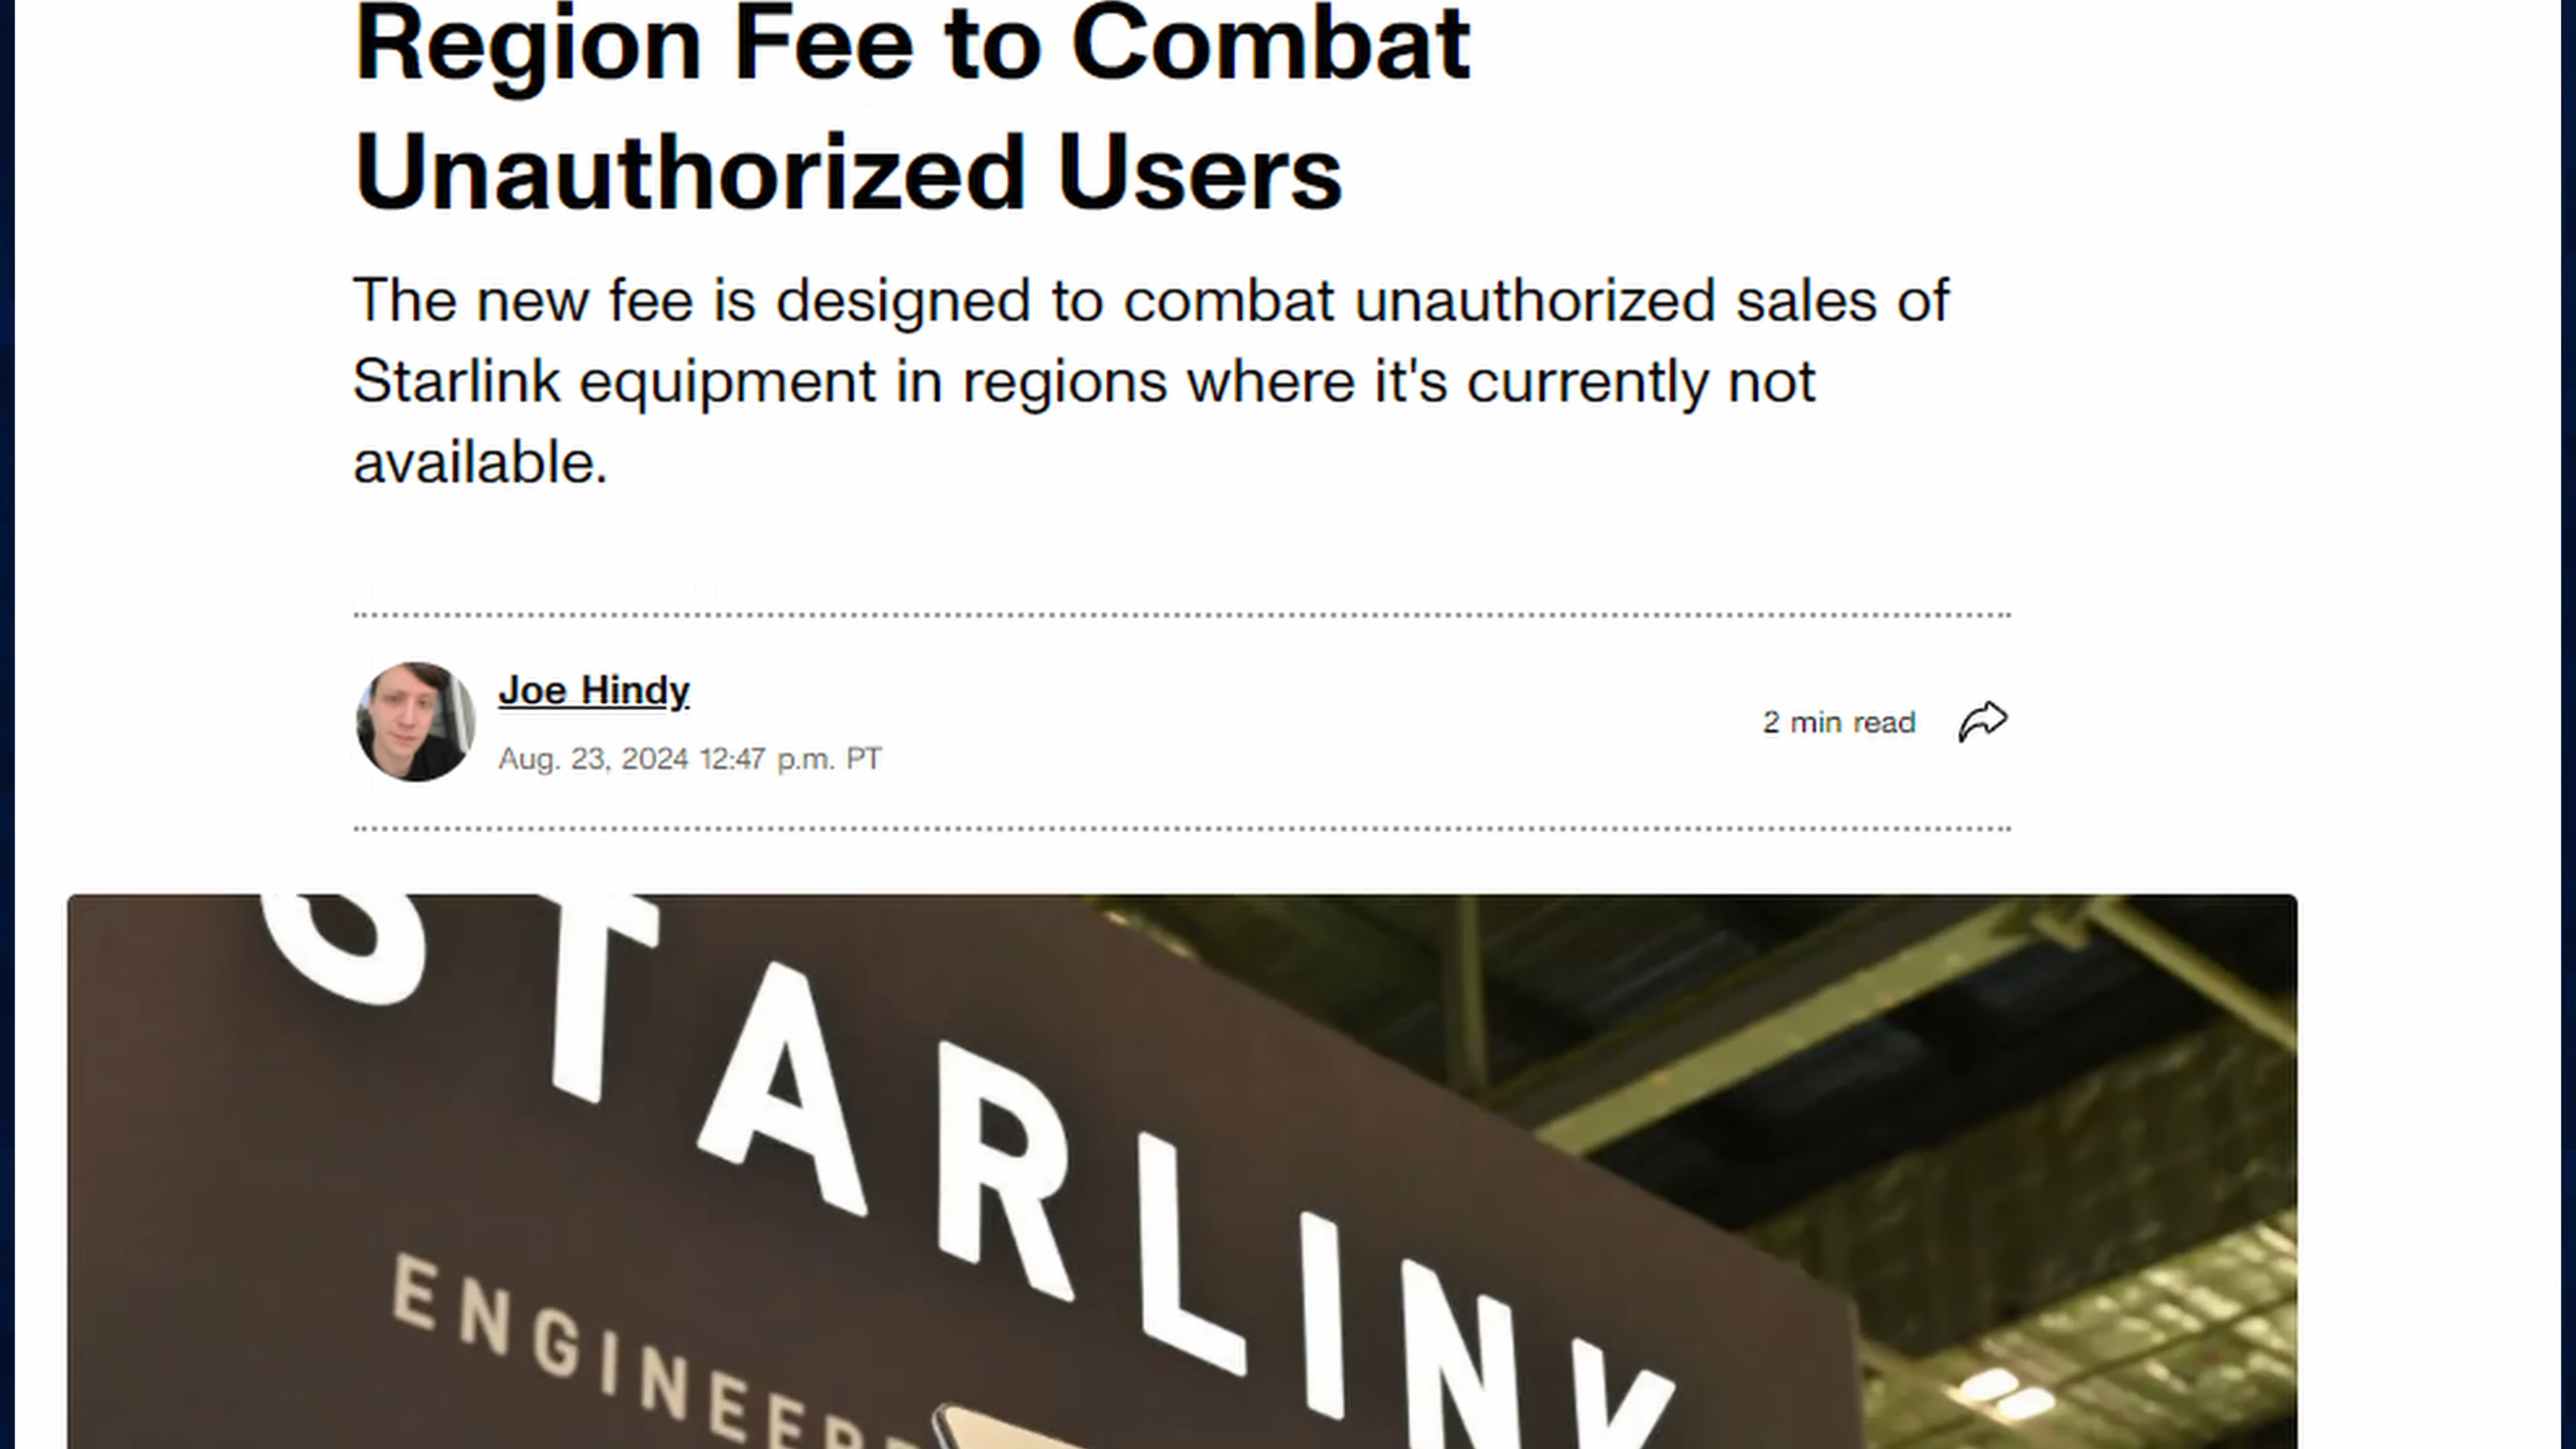 Region Fee to Combat
Unauthorized Users
The new fee is designed to combat unauthorized sales of
Starlink equipment in regions where it's currently not
available.
Joe Hindy
Aug. 23, 2024 12:47 p.m. PT
2 min read
STARLINK